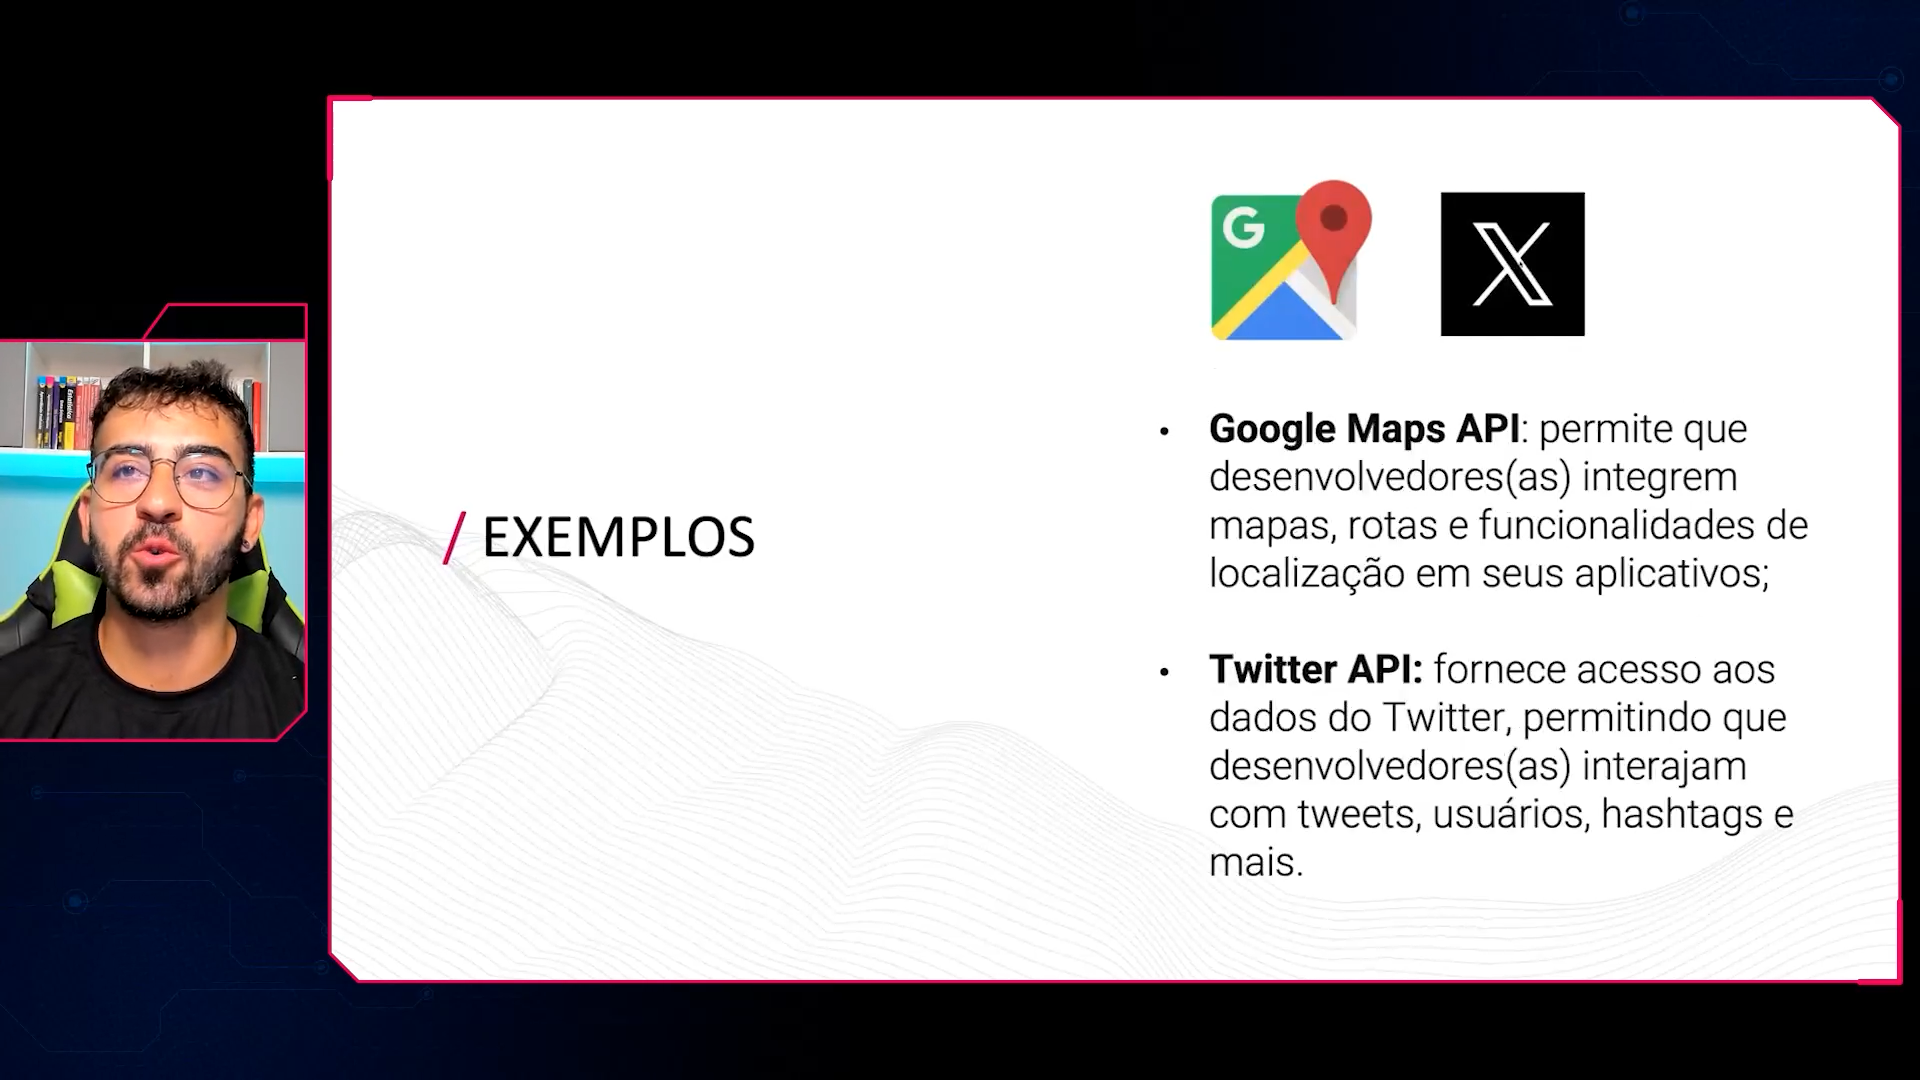 G
X
/ EXEMPLOS
• Google Maps API: permite que
desenvolvedores(as) integrem
mapas, rotas e funcionalidades de
localização em seus aplicativos;
• Twitter API: fornece acesso aos
dados do Twitter, permitindo que
desenvolvedores(as) interajam
com tweets, usuários, hashtags e
mais.